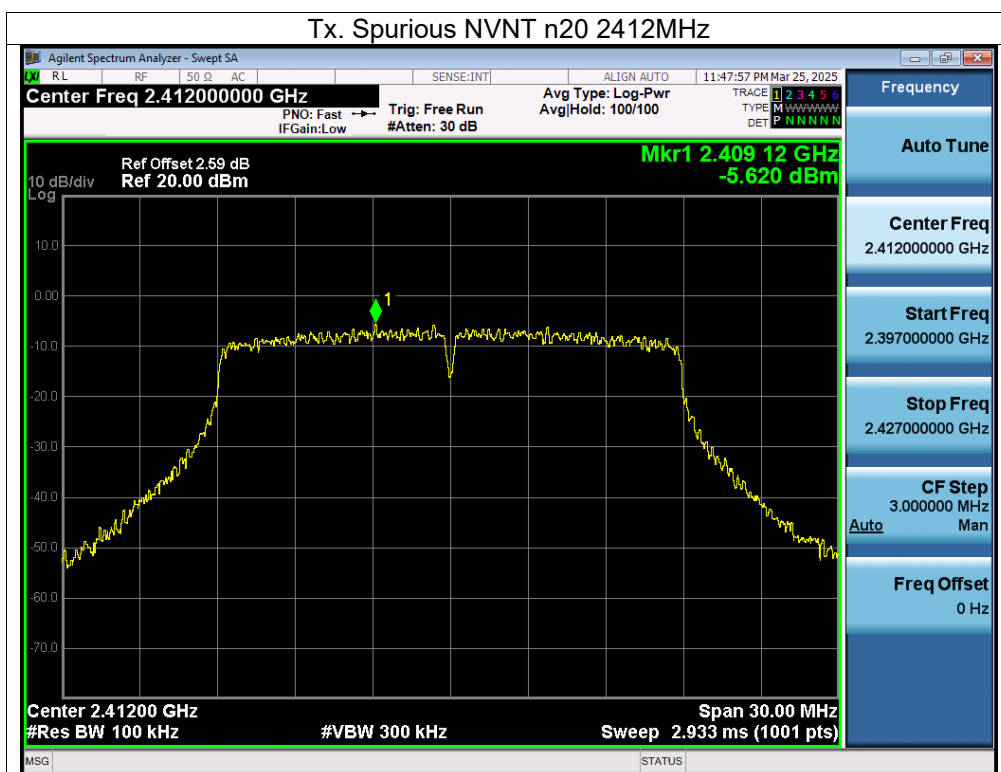 Tx. Spurious NVNT n20 2412MHz
Agilent Spectrum Analyzer - Swept SA
LXI RL RF 50 Ω AC SENSE:INT ALIGN AUTO 11:47:57 PM Mar 25, 2025
Center Freq 2.412000000 GHz
PNO: Fast
IFGain:Low
Trig: Free Run
#Atten: 30 dB
Avg Type: Log-Pwr
Avg|Hold: 100/100
TRACE 1 2 3 4 5 6
TYPE M WWWWW
DET P N N N N N
Mkr1 2.409 12 GHz
-5.620 dBm
Ref Offset 2.59 dB
10 dB/div Ref 20.00 dBm
Log
1
10.0
0.00
-10.0
-20.0
-30.0
-40.0
-50.0
-60.0
-70.0
Center 2.41200 GHz Span 30.00 MHz
#Res BW 100 kHz #VBW 300 kHz Sweep 2.933 ms (1001 pts)
MSG STATUS
Frequency
Auto Tune
Center Freq
2.412000000 GHz
Start Freq
2.397000000 GHz
Stop Freq
2.427000000 GHz
CF Step
3.000000 MHz
Auto Man
Freq Offset
0 Hz